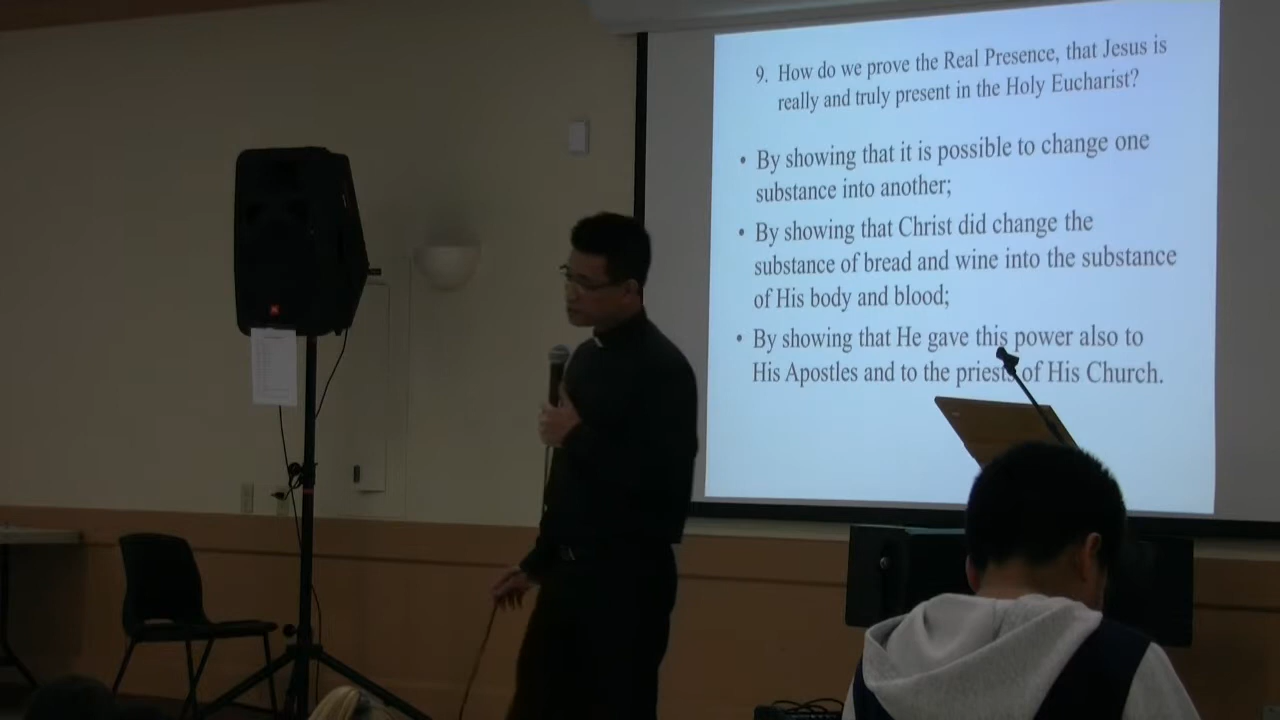 9. How do we prove the Real Presence, that Jesus is
really and truly present in the Holy Eucharist?
• By showing that it is possible to change one
substance into another;
• By showing that Christ did change the
substance of bread and wine into the substance
of His body and blood;
• By showing that He gave this power also to
His Apostles and to the priests of His Church.